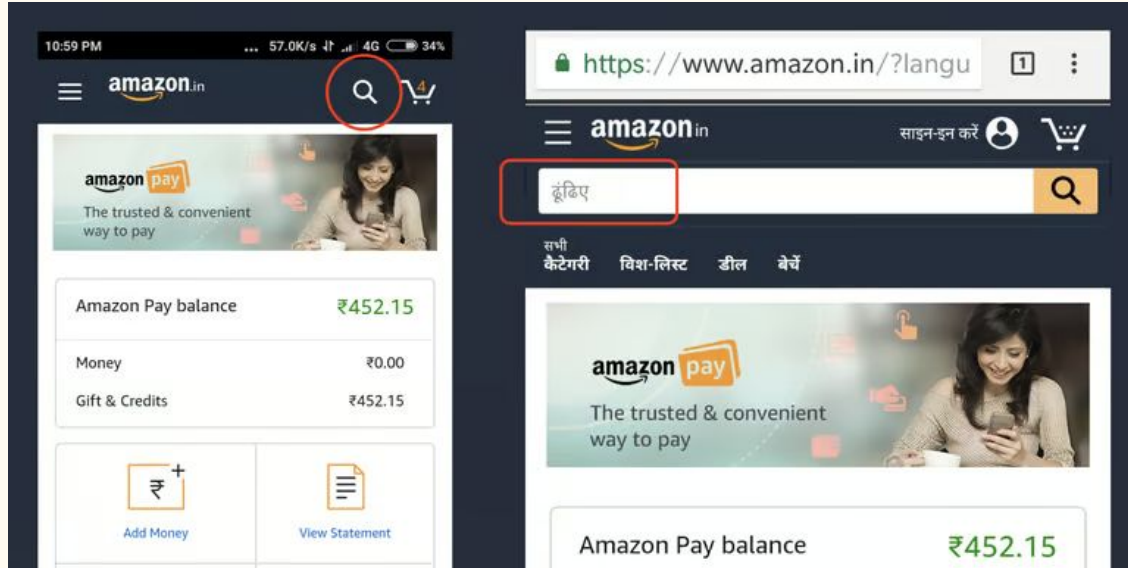 10:59 PM ... 57.0K/s 4G 34%
amazon.in 4
amazon pay
The trusted & convenient
way to pay
Amazon Pay balance ₹452.15
Money ₹0.00
Gift & Credits ₹452.15
₹
Add Money View Statement
https://www.amazon.in/?langu 1
amazon in साइन-इन करें
ढूंढिए
सभी
कैटेगरी विश-लिस्ट डील बेचें
amazon pay
The trusted & convenient
way to pay
Amazon Pay balance ₹452.15